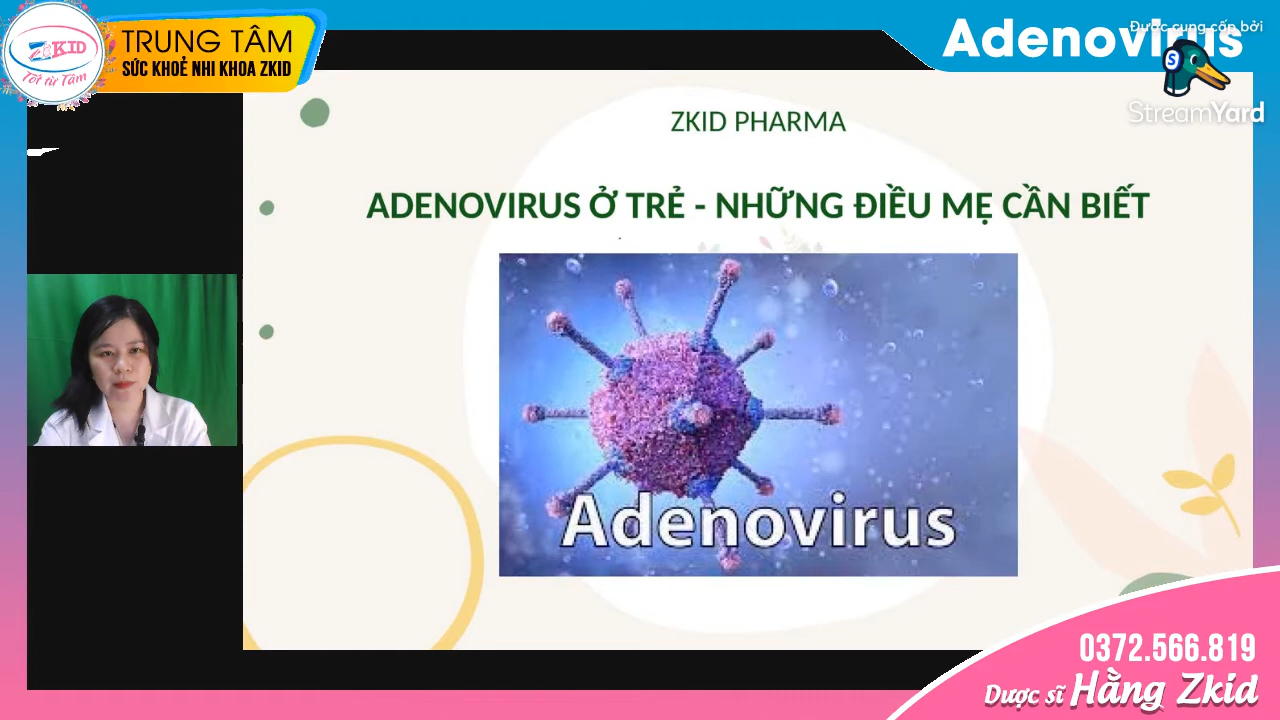 ZKID
Tốt từ Tâm
TRUNG TÂM
SỨC KHOẺ NHI KHOA ZKID
Adenovirus
Được cung cấp bởi
S
StreamYard
ZKID PHARMA
ADENOVIRUS Ở TRẺ - NHỮNG ĐIỀU MẸ CẦN BIẾT
Adenovirus
0372.566.819
Dược sĩ Hằng Zkid